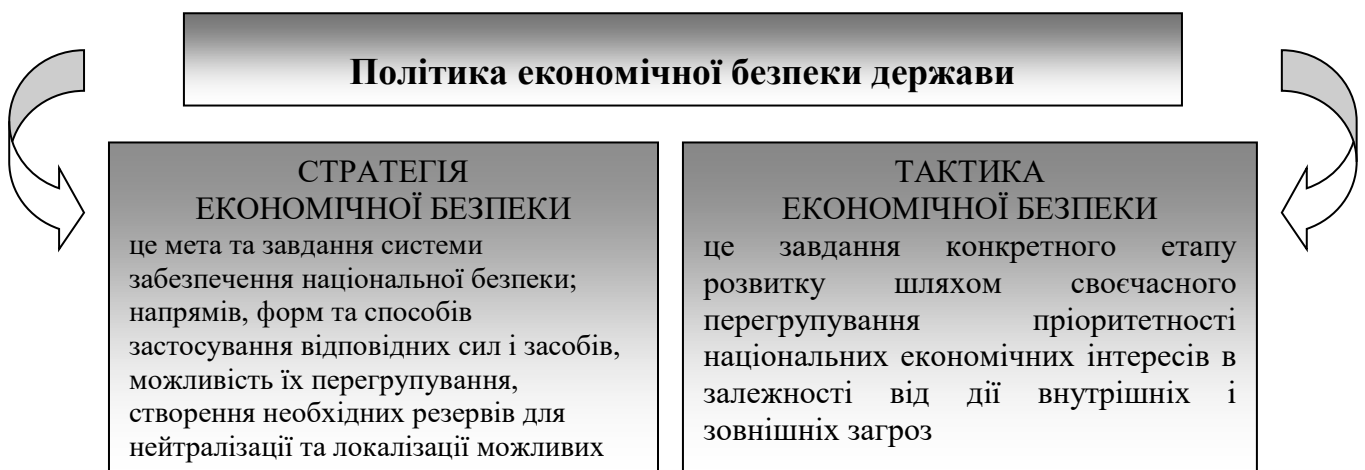 Політика економічної безпеки держави
СТРАТЕГІЯ
ЕКОНОМІЧНОЇ БЕЗПЕКИ
це мета та завдання системи
забезпечення національної безпеки;
напрямів, форм та способів
застосування відповідних сил і засобів,
можливість їх перегрупування,
створення необхідних резервів для
нейтралізації та локалізації можливих
ТАКТИКА
ЕКОНОМІЧНОЇ БЕЗПЕКИ
це завдання конкретного етапу
розвитку шляхом своєчасного
перегрупування пріоритетності
національних економічних інтересів в
залежності від дії внутрішніх і
зовнішніх загроз